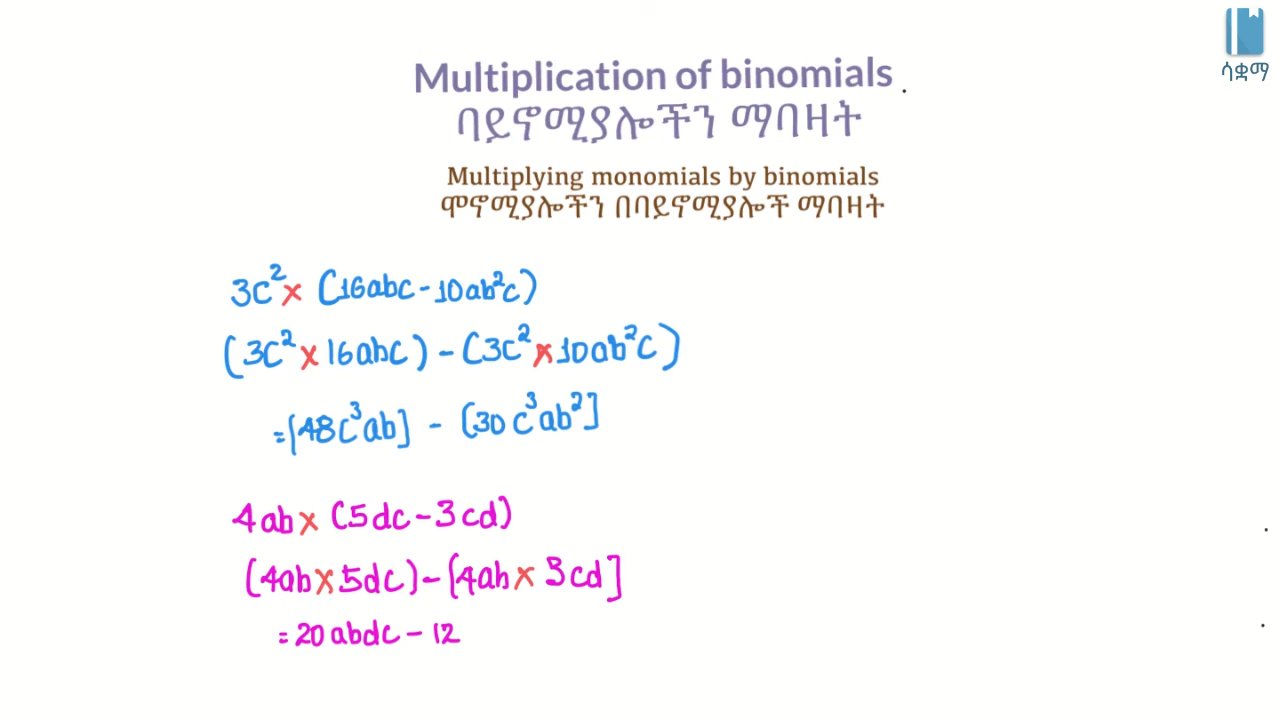 ሳቋማ
Multiplication of binomials
ባይኖሚያሎችን ማባዛት
Multiplying monomials by binomials
ሞኖሚያሎችን በባይኖሚያሎች ማባዛት
3c² × (16abc - 10ab²c)
(3c² × 16abc) - (3c² × 10ab²c)
= [48c³ab] - [30c³ab²]
4ab × (5dc - 3cd)
(4ab × 5dc) - [4ab × 3cd]
= 20abdc - 12